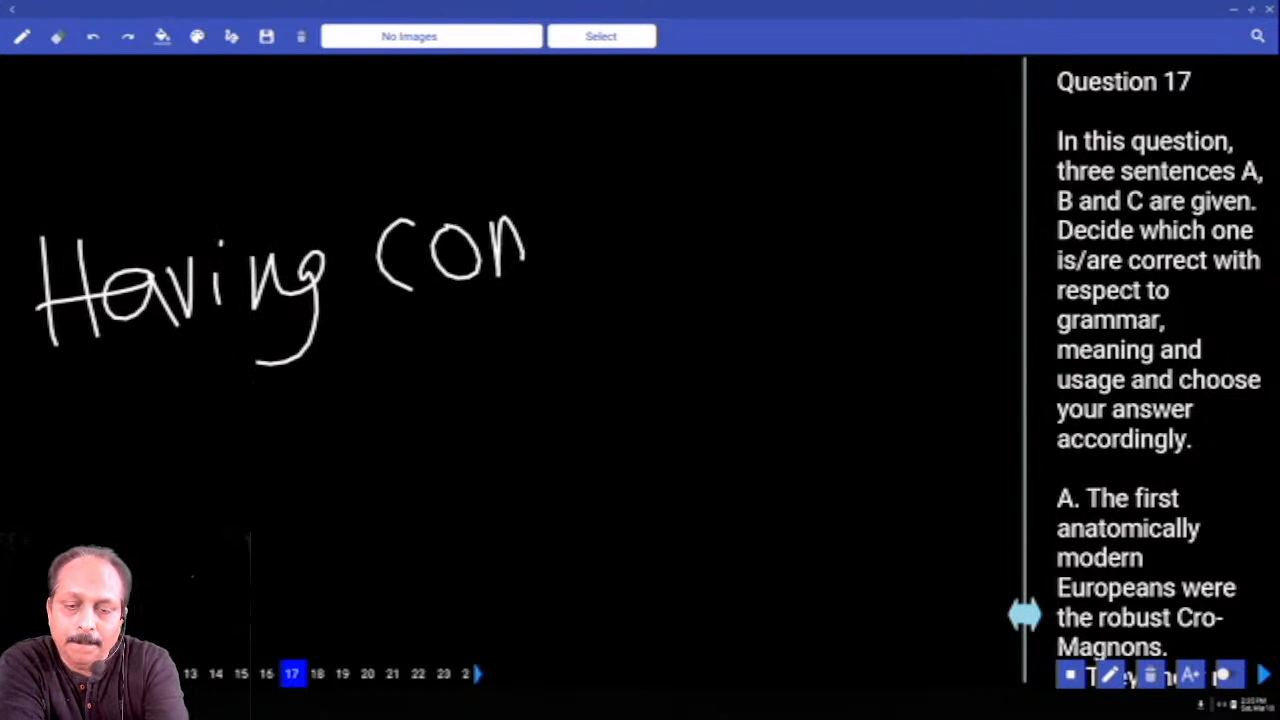 No Images
Select
Having con
Question 17
In this question,
three sentences A,
B and C are given.
Decide which one
is/are correct with
respect to
grammar,
meaning and
usage and choose
your answer
accordingly.
A. The first
anatomically
modern
Europeans were
the robust Cro-
Magnons.
13 14 15 16 17 18 19 20 21 22 23 2
A+